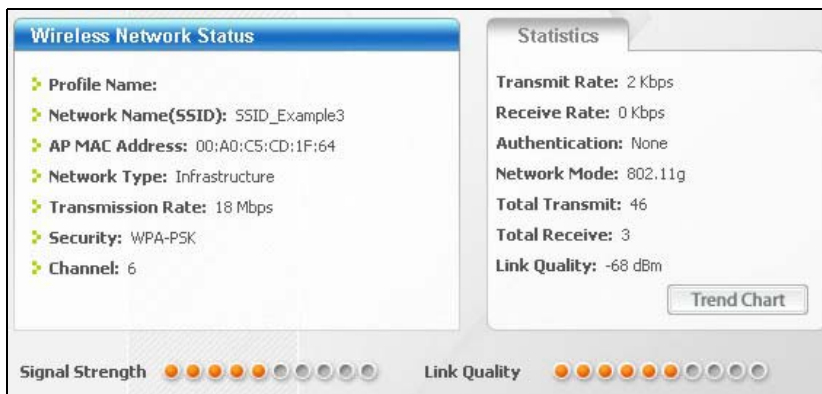 Wireless Network Status
Profile Name:
Network Name(SSID): SSID_Example3
AP MAC Address: 00:A0:C5:CD:1F:64
Network Type: Infrastructure
Transmission Rate: 18 Mbps
Security: WPA-PSK
Channel: 6
Statistics
Transmit Rate: 2 Kbps
Receive Rate: 0 Kbps
Authentication: None
Network Mode: 802.11g
Total Transmit: 46
Total Receive: 3
Link Quality: -68 dBm
Trend Chart
Signal Strength
Link Quality